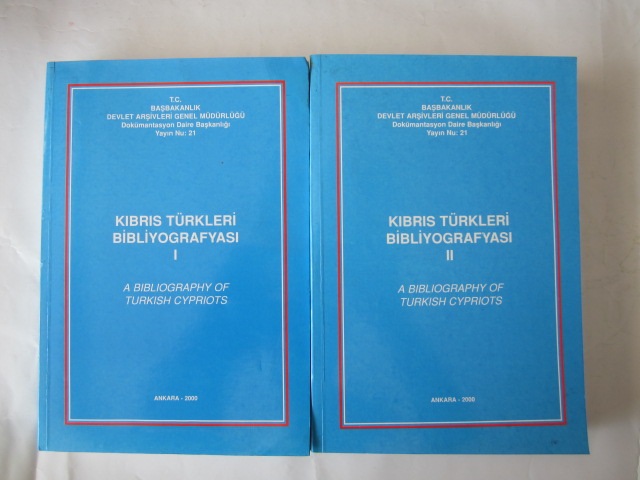 T.C.
BAŞBAKANLIK
DEVLET ARŞİVLERİ GENEL MÜDÜRLÜĞÜ
Dokümantasyon Daire Başkanlığı
Yayın Nu: 21
KIBRIS TÜRKLERİ
BİBLİYOGRAFYASI
I
A BIBLIOGRAPHY OF
TURKISH CYPRIOTS
ANKARA - 2000
T.C.
BAŞBAKANLIK
DEVLET ARŞİVLERİ GENEL MÜDÜRLÜĞÜ
Dokümantasyon Daire Başkanlığı
Yayın Nu: 21
KIBRIS TÜRKLERİ
BİBLİYOGRAFYASI
II
A BIBLIOGRAPHY OF
TURKISH CYPRIOTS
ANKARA - 2000